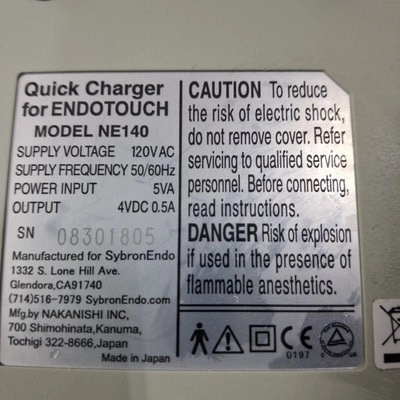 Quick Charger
for ENDOTOUCH
MODEL NE140
SUPPLY VOLTAGE 120V AC
SUPPLY FREQUENCY 50/60Hz
POWER INPUT 5VA
OUTPUT 4VDC 0.5A
SN 08301805
Manufactured for SybronEndo
1332 S. Lone Hill Ave.
Glendora,CA91740
(714)516-7979 SybronEndo.com
Mfg.by NAKANISHI INC,
700 Shimohinata,Kanuma,
Tochigi 322-8666,Japan
Made in Japan
CAUTION To reduce
the risk of electric shock,
do not remove cover. Refer
servicing to qualified service
personnel. Before connecting,
read instructions.
DANGER Risk of explosion
if used in the presence of
flammable anesthetics.
CE
0197